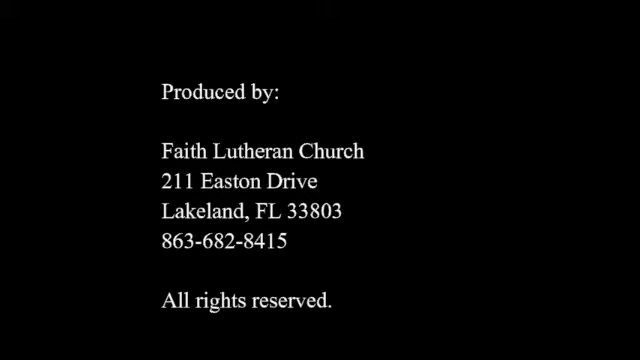 Produced by:
Faith Lutheran Church
211 Easton Drive
Lakeland, FL 33803
863-682-8415
All rights reserved.